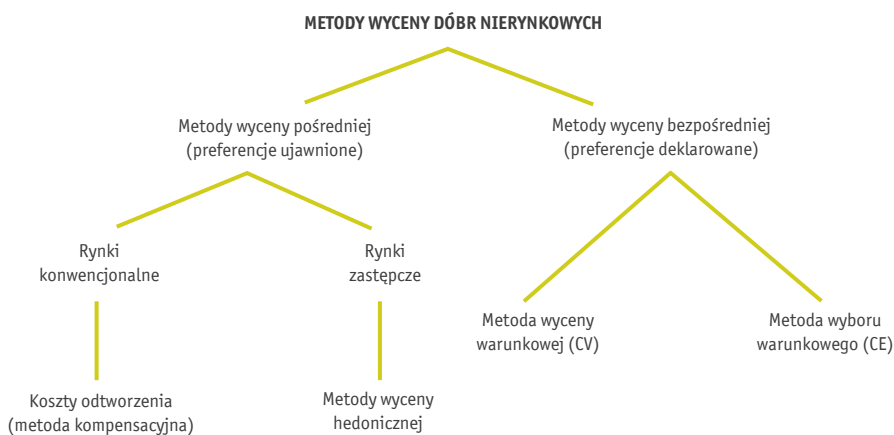 METODY WYCENY DÓBR NIERYNKOWYCH
Metody wyceny pośredniej
(preferencje ujawnione)
Metody wyceny bezpośredniej
(preferencje deklarowane)
Rynki
konwencjonalne
Rynki
zastępcze
Metoda wyceny
warunkowej (CV)
Metoda wyboru
warunkowego (CE)
Koszty odtworzenia
(metoda kompensacyjna)
Metody wyceny
hedonicznej